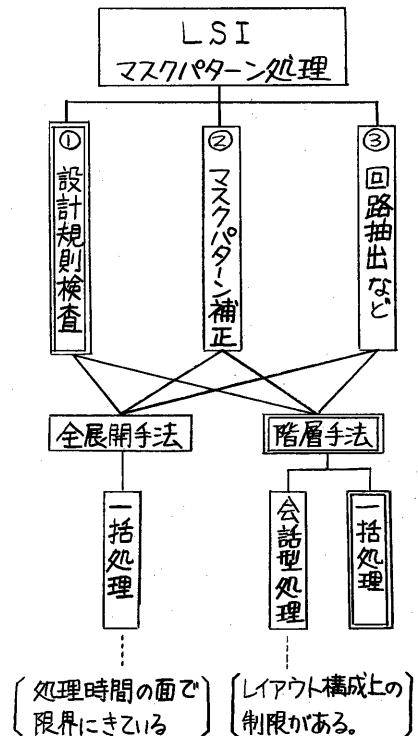 LSI
マスクパターン処理
①
設計規則検査
②
マスクパターン補正
③
回路抽出など
全展開手法
階層手法
一括処理
会話型処理
一括処理
処理時間の面で
限界にきている
レイアウト構成上の
制限がある。